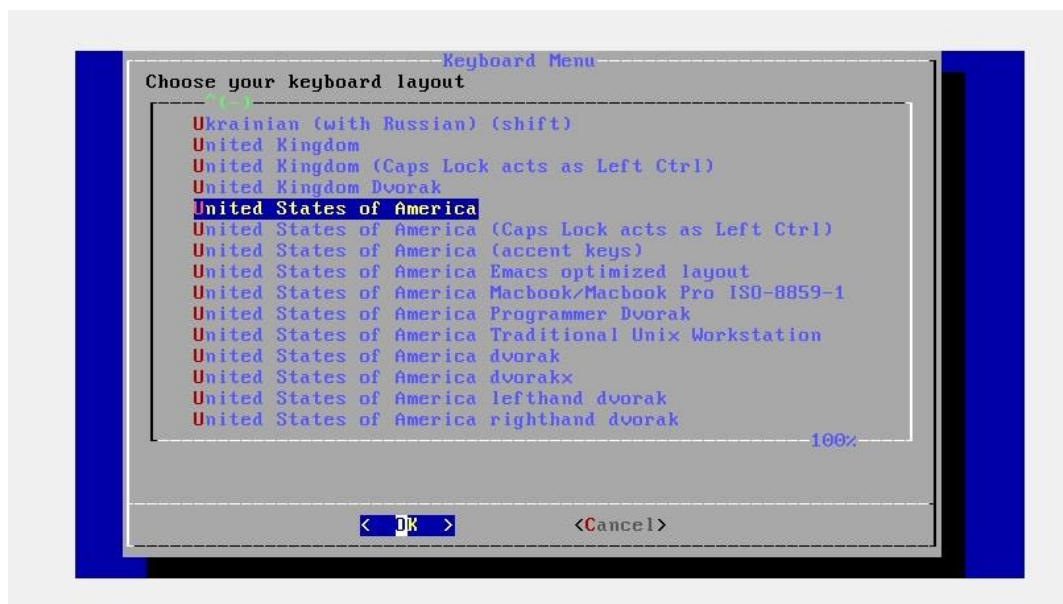 Keyboard Menu
Choose your keyboard layout
^(-)
Ukrainian (with Russian) (shift)
United Kingdom
United Kingdom (Caps Lock acts as Left Ctrl)
United Kingdom Dvorak
United States of America
United States of America (Caps Lock acts as Left Ctrl)
United States of America (accent keys)
United States of America Emacs optimized layout
United States of America Macbook/Macbook Pro ISO-8859-1
United States of America Programmer Dvorak
United States of America Traditional Unix Workstation
United States of America dvorak
United States of America dvorakx
United States of America lefthand dvorak
United States of America righthand dvorak
100%
< OK > <Cancel>